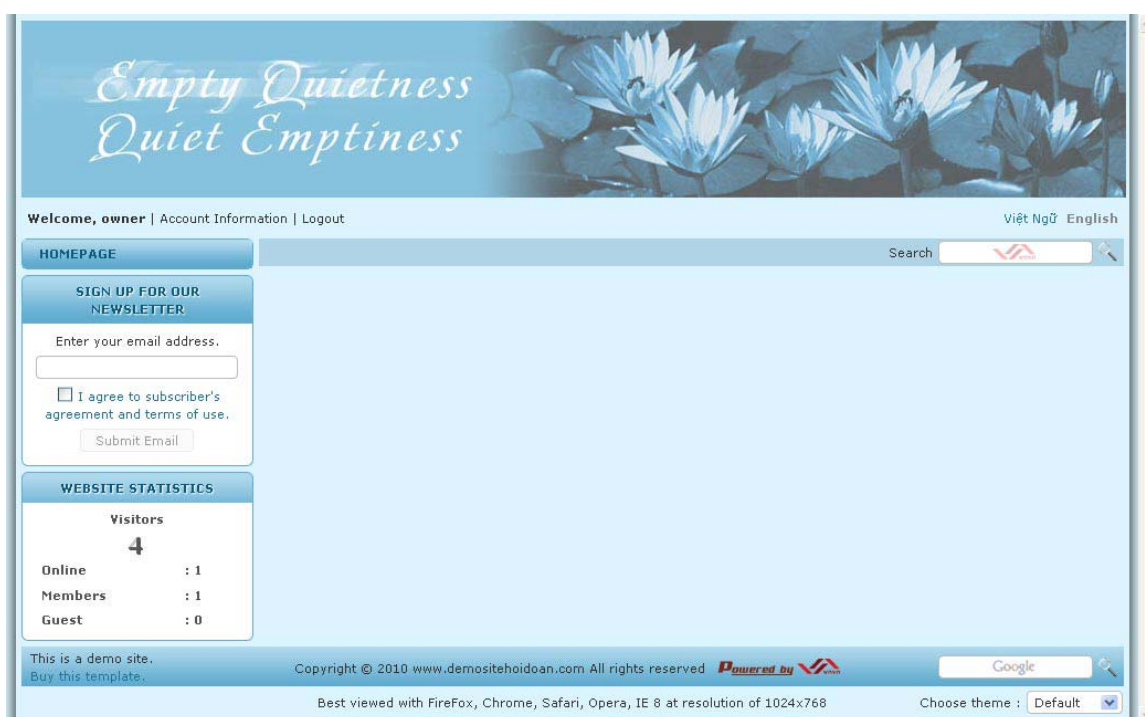 Empty Quietness
Quiet Emptiness
Welcome, owner | Account Information | Logout
Việt Ngữ English
HOMEPAGE
Search
SIGN UP FOR OUR
NEWSLETTER
Enter your email address.
I agree to subscriber's
agreement and terms of use.
Submit Email
WEBSITE STATISTICS
Visitors
4
Online : 1
Members : 1
Guest : 0
This is a demo site.
Buy this template.
Copyright © 2010 www.demositehoidoan.com All rights reserved Powered by
Google
Best viewed with FireFox, Chrome, Safari, Opera, IE 8 at resolution of 1024x768
Choose theme : Default